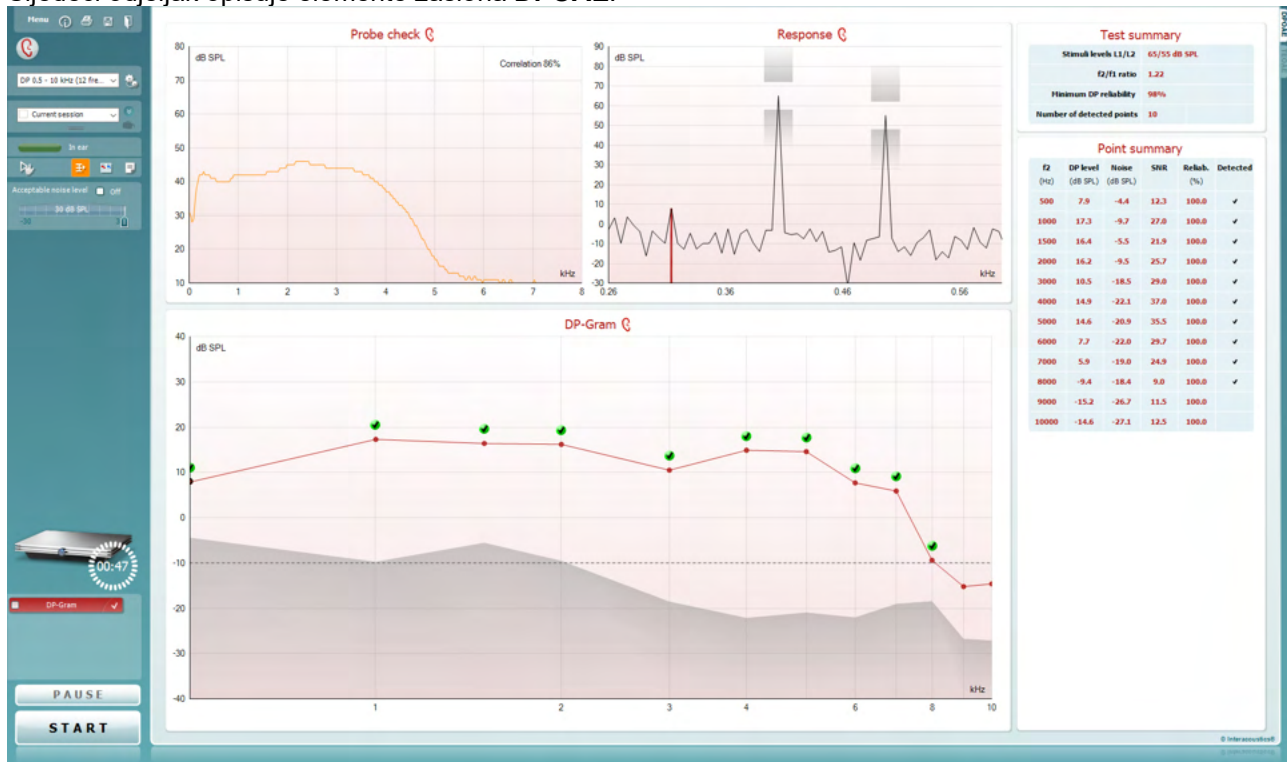 Menu
DP 0.5 - 10 kHz (12 fre...
Current session
In ear
Acceptable noise level Off
-30 dB SPL
-30 30
00:47
DP-Gram
PAUSE
START
Probe check
dB SPL
Correlation 86%
80
70
60
50
40
30
20
10
0 1 2 3 4 5 6 7 8
kHz
Response
dB SPL
90
80
70
60
50
40
30
20
10
0
-10
-20
-30
0.26 0.36 0.46 0.56
kHz
DP-Gram
dB SPL
40
30
20
10
0
-10
-20
-30
-40
1 2 3 4 6 8 10
kHz
Test summary
Stimuli levels L1/L2 65/55 dB SPL
f2/f1 ratio 1.22
Minimum DP reliability 98%
Number of detected points 10
Point summary
f2 DP level Noise SNR Reliab. Detected
(Hz) (dB SPL) (dB SPL) (%)
500 7.9 -4.4 12.3 100.0 ✓
1000 17.3 -9.7 27.0 100.0 ✓
1500 16.4 -5.5 21.9 100.0 ✓
2000 16.2 -9.5 25.7 100.0 ✓
3000 10.5 -18.5 29.0 100.0 ✓
4000 14.9 -22.1 37.0 100.0 ✓
5000 14.6 -20.9 35.5 100.0 ✓
6000 7.7 -22.0 29.7 100.0 ✓
7000 5.9 -19.0 24.9 100.0 ✓
8000 -9.4 -18.4 9.0 100.0 ✓
9000 -15.2 -26.7 11.5 100.0
10000 -14.6 -27.1 12.5 100.0
DPOAE
© Interacoustics®